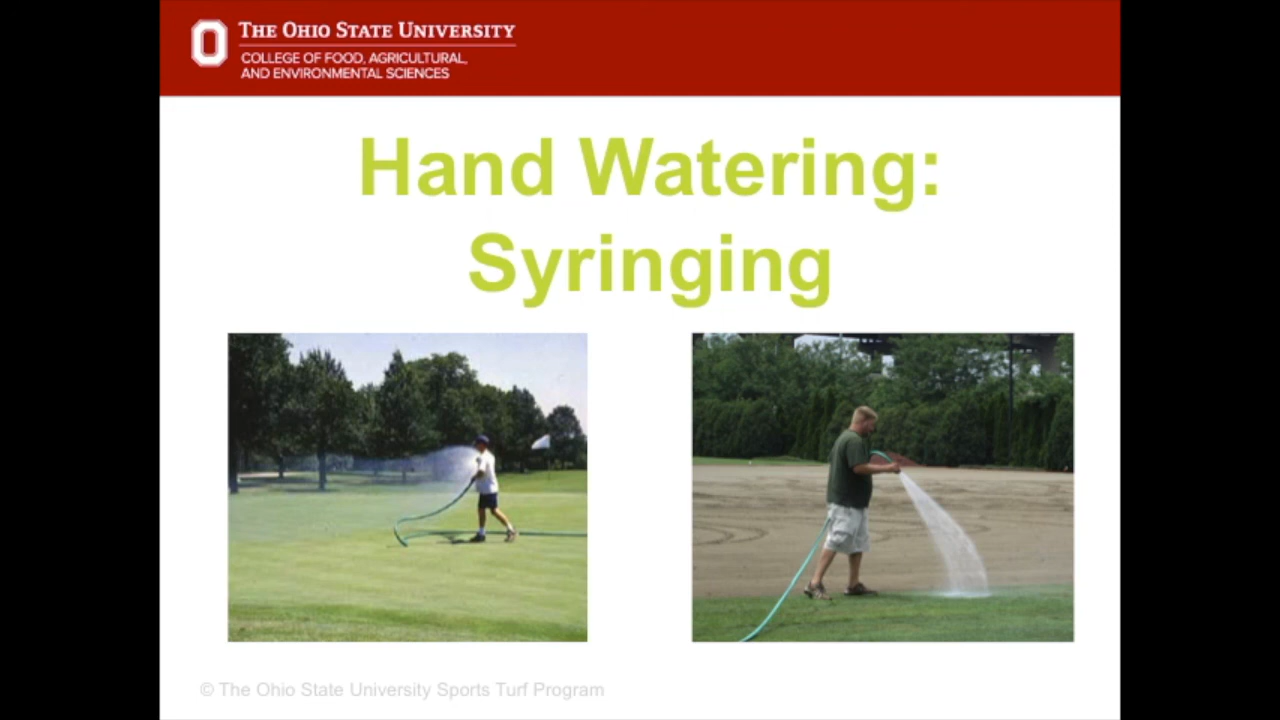 THE OHIO STATE UNIVERSITY
COLLEGE OF FOOD, AGRICULTURAL,
AND ENVIRONMENTAL SCIENCES
Hand Watering:
Syringing
© The Ohio State University Sports Turf Program